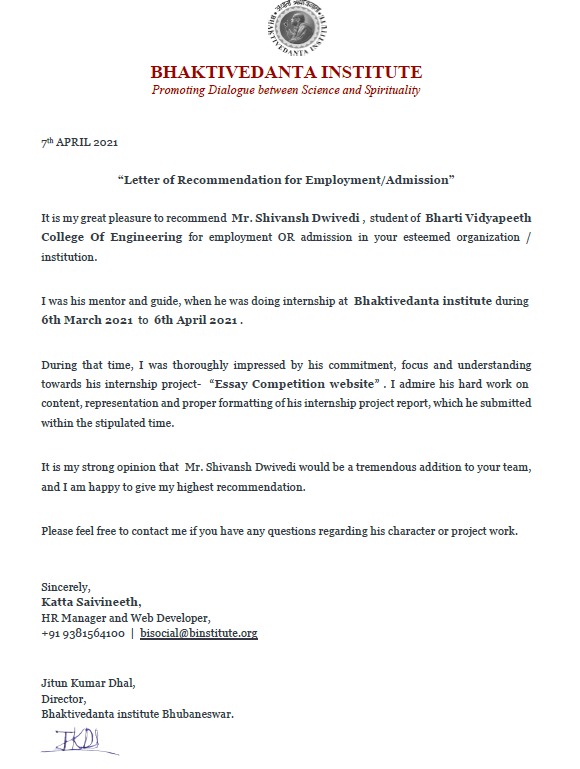 BHAKTIVEDANTA INSTITUTE
BHAKTIVEDANTA INSTITUTE
Promoting Dialogue between Science and Spirituality
7th APRIL 2021
“Letter of Recommendation for Employment/Admission”
It is my great pleasure to recommend Mr. Shivansh Dwivedi , student of Bharti Vidyapeeth
College Of Engineering for employment OR admission in your esteemed organization /
institution.
I was his mentor and guide, when he was doing internship at Bhaktivedanta institute during
6th March 2021 to 6th April 2021 .
During that time, I was thoroughly impressed by his commitment, focus and understanding
towards his internship project- “Essay Competition website” . I admire his hard work on
content, representation and proper formatting of his internship project report, which he submitted
within the stipulated time.
It is my strong opinion that Mr. Shivansh Dwivedi would be a tremendous addition to your team,
and I am happy to give my highest recommendation.
Please feel free to contact me if you have any questions regarding his character or project work.
Sincerely,
Katta Saivineeth,
HR Manager and Web Developer,
+91 9381564100 | bisocial@binstitute.org
Jitun Kumar Dhal,
Director,
Bhaktivedanta institute Bhubaneswar.